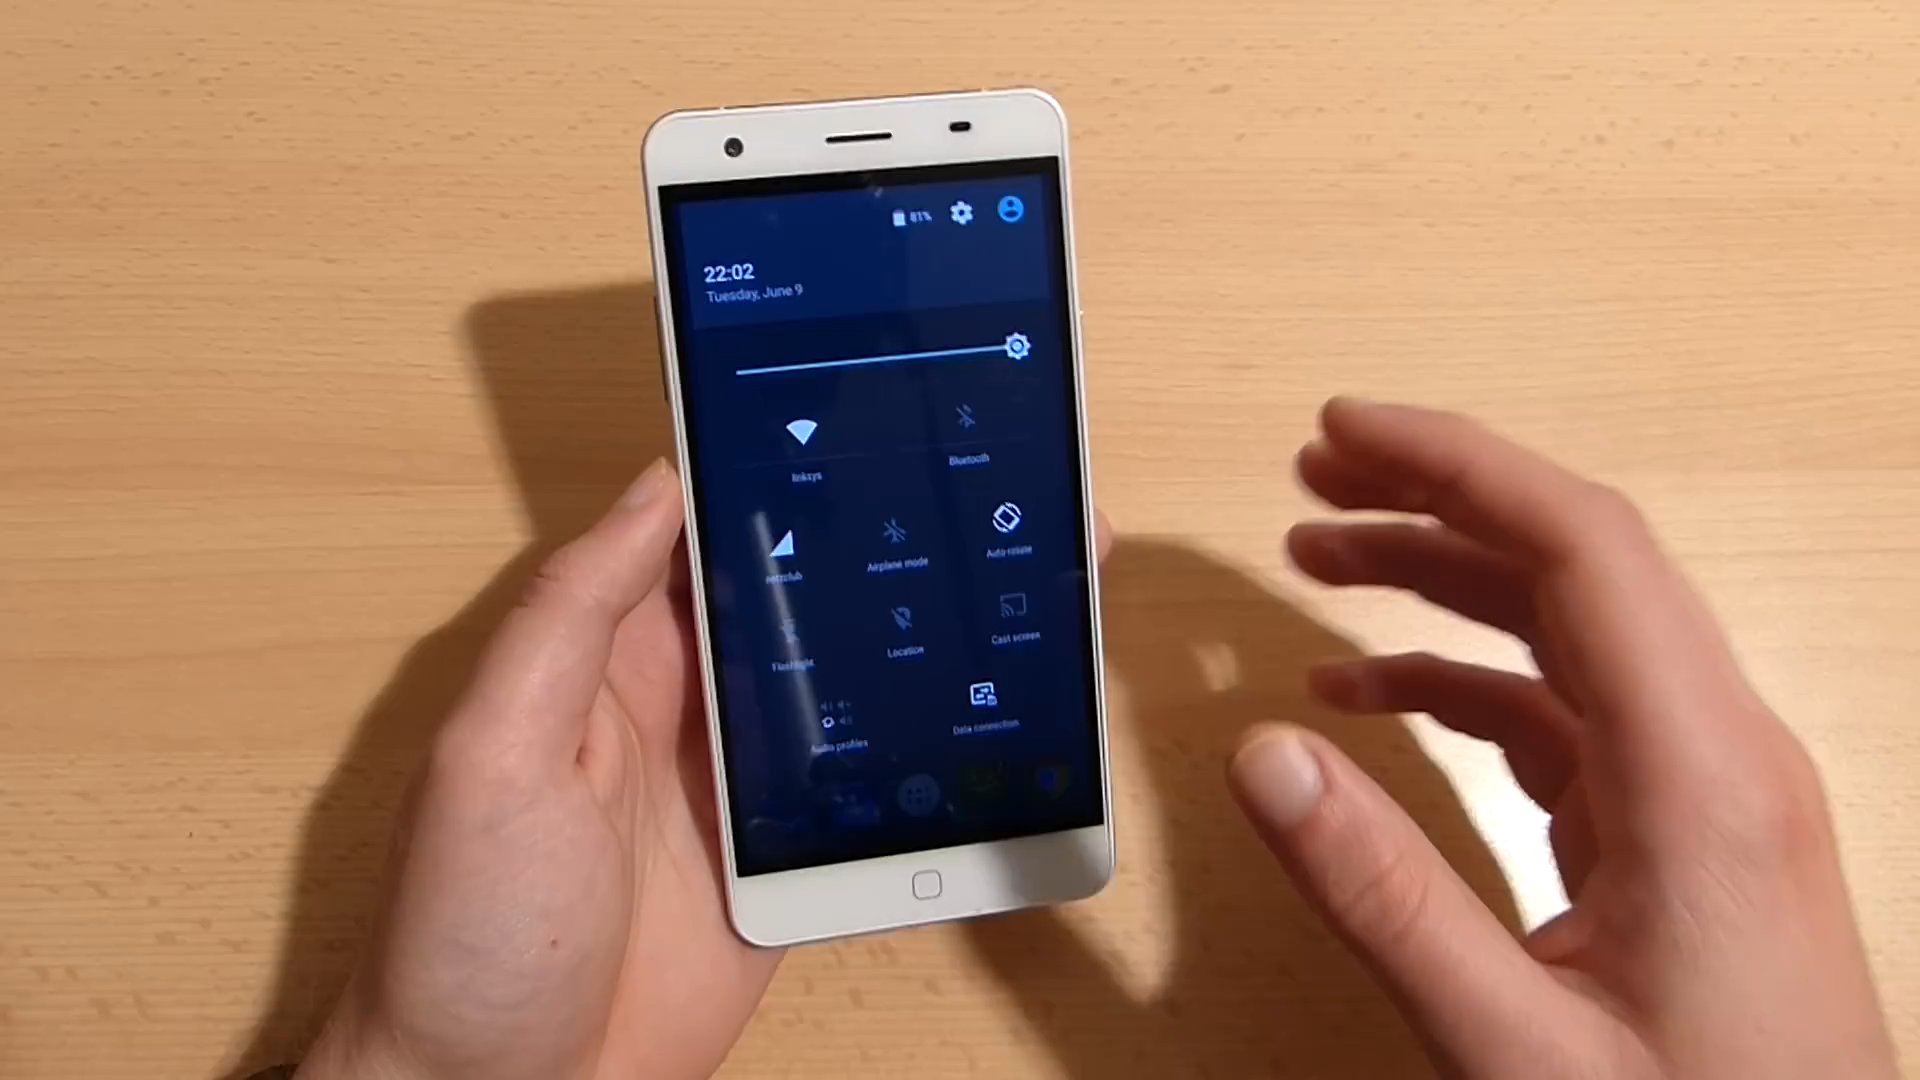 81%
22:02
Tuesday, June 9
linksys
Bluetooth
netzclub
Airplane mode
Auto-rotate
Flashlight
Location
Cast screen
Audio profiles
Data connection